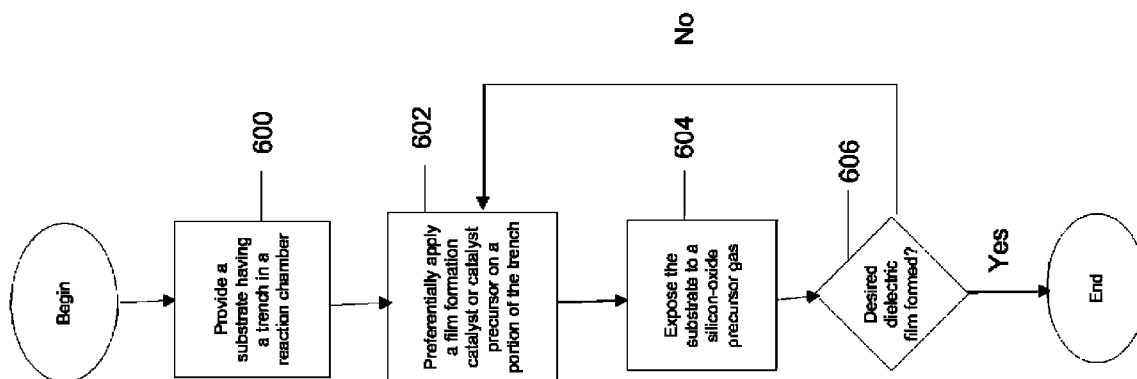 Begin
600
Provide a
substrate having
a trench in a
reaction chamber
602
Preferentially apply
a film formation
catalyst or catalyst
precursor on a
portion of the trench
604
Expose the
substrate to a
silicon-oxide
precursor gas
606
Desired
dielectric
film formed?
No
Yes
End